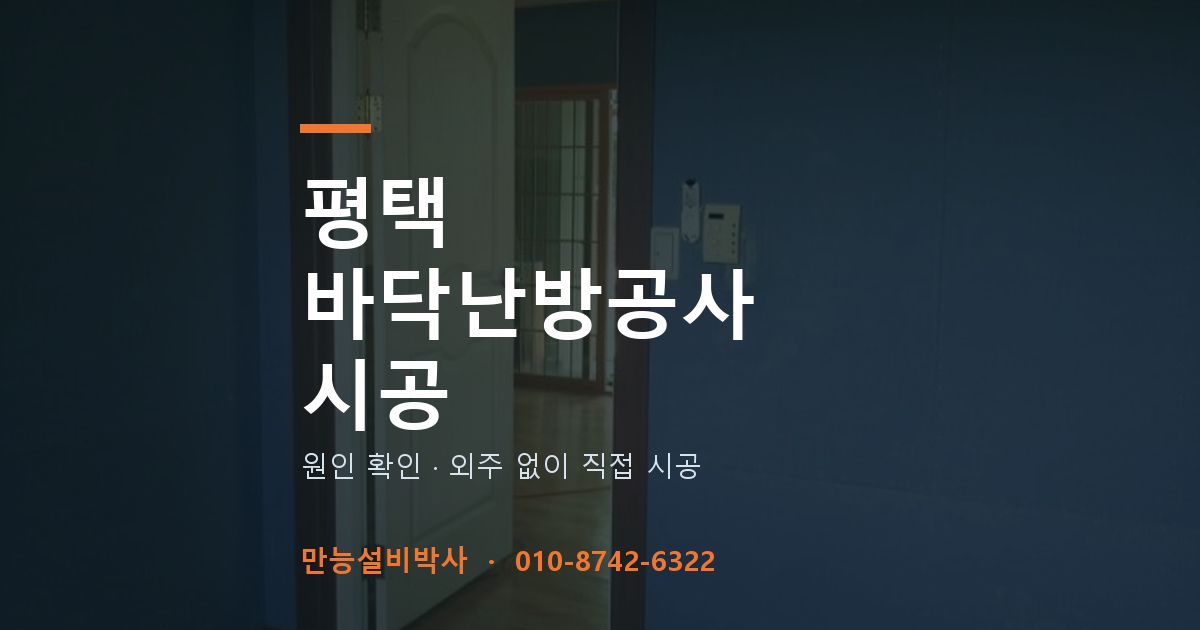 평택
바닥난방공사
시공
원인 확인 · 외주 없이 직접 시공
만능설비박사 · 010-8742-6322